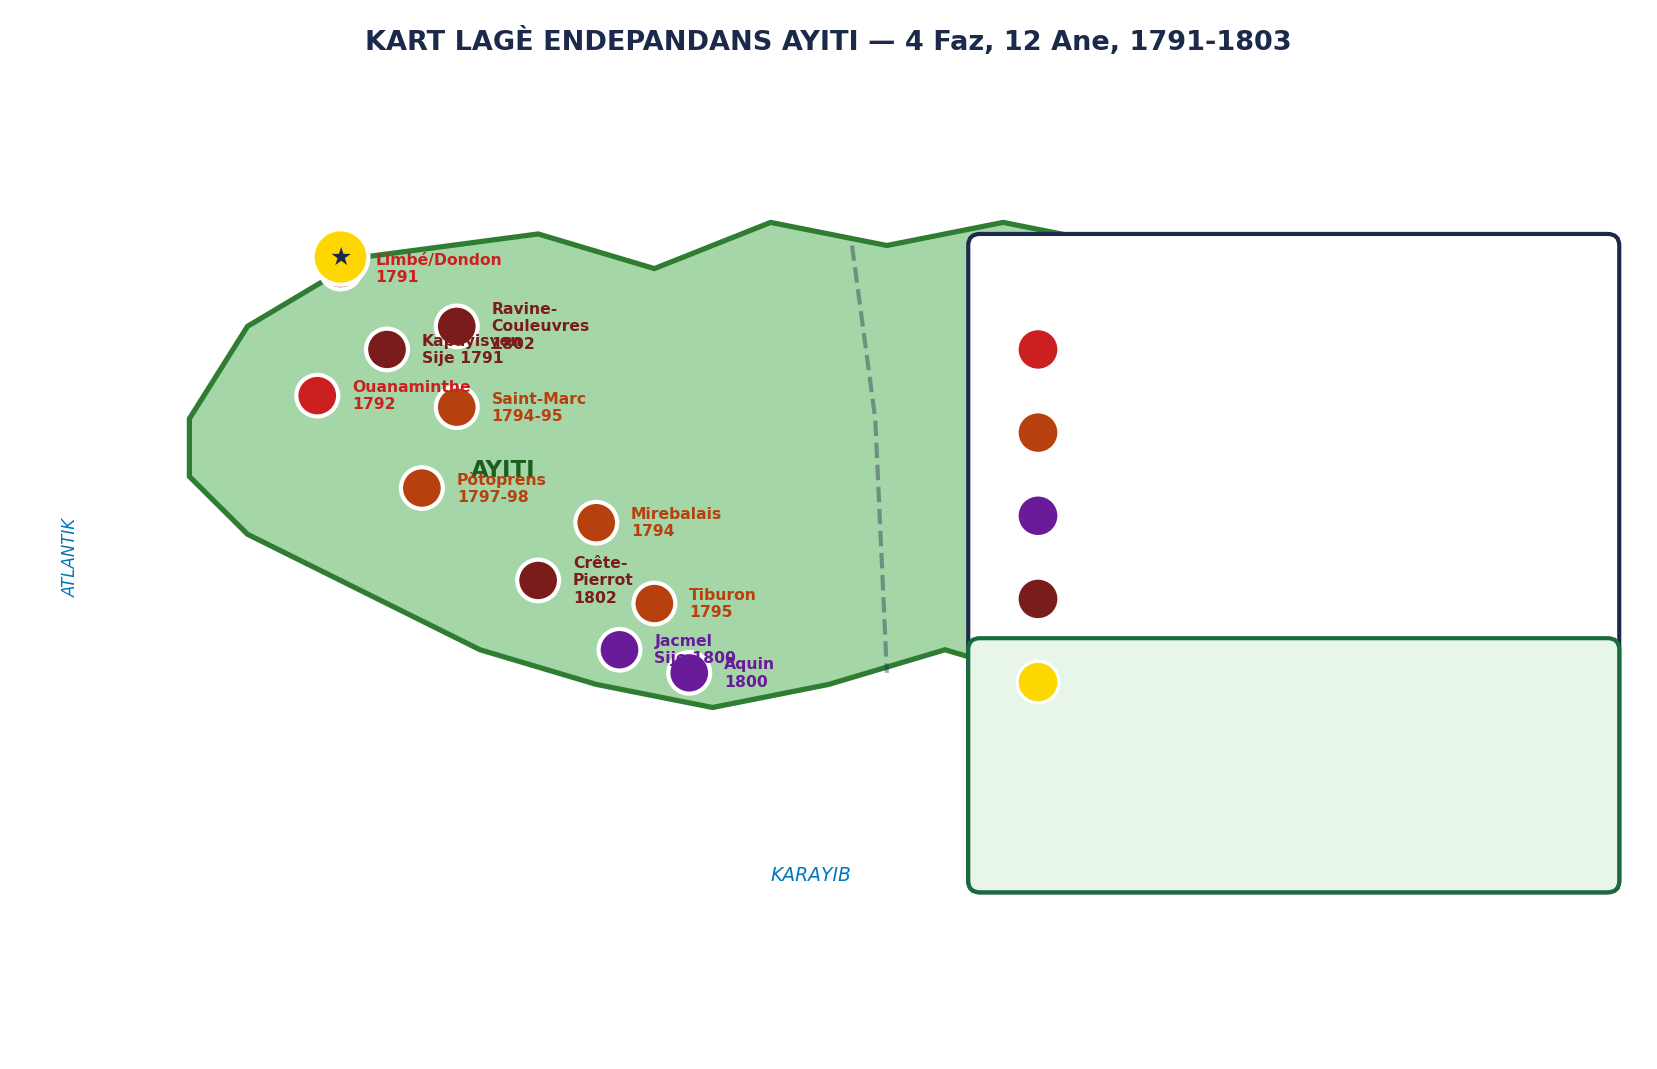 KART LAGÈ ENDEPANDANS AYITI — 4 Faz, 12 Ane, 1791-1803
★
Limbé/Dondon
1791
Ravine-
Couleuvres
1802
Sije 1791
Ouanaminthe
1792
Saint-Marc
1794-95
AYITI
Pòtoprens
1797-98
Mirebalais
1794
Crête-
Pierrot
1802
Tiburon
1795
Jacmel
Sije 1800
Aquin
1800
ATLANTIK
KARAYIB